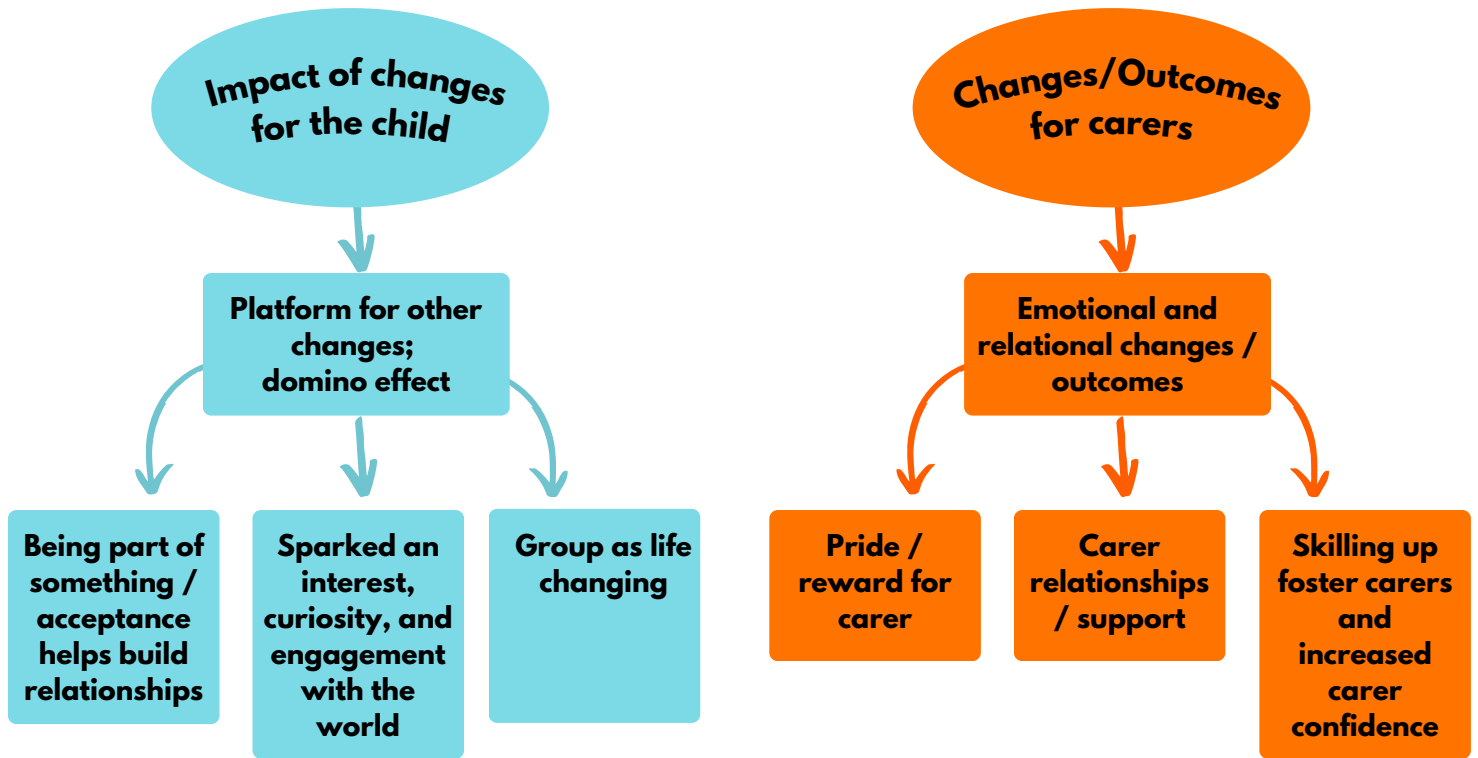 Impact of changes
for the child
Platform for other
changes;
domino effect
Being part of
something /
acceptance
helps build
relationships
Sparked an
interest,
curiosity, and
engagement
with the
world
Group as life
changing
Changes/Outcomes
for carers
Emotional and
relational changes /
outcomes
Pride /
reward for
carer
Carer
relationships
/ support
Skilling up
foster carers
and
increased
carer
confidence